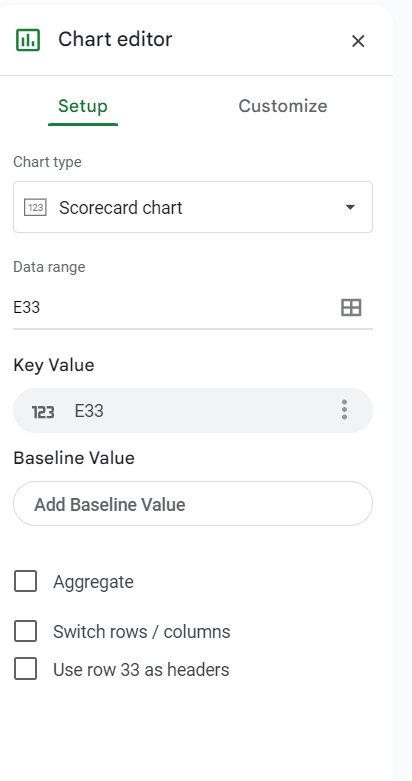 Chart editor
Setup
Customize
Chart type
123
Scorecard chart
Data range
E33
Key Value
123
E33
Baseline Value
Add Baseline Value
Aggregate
Switch rows / columns
Use row 33 as headers